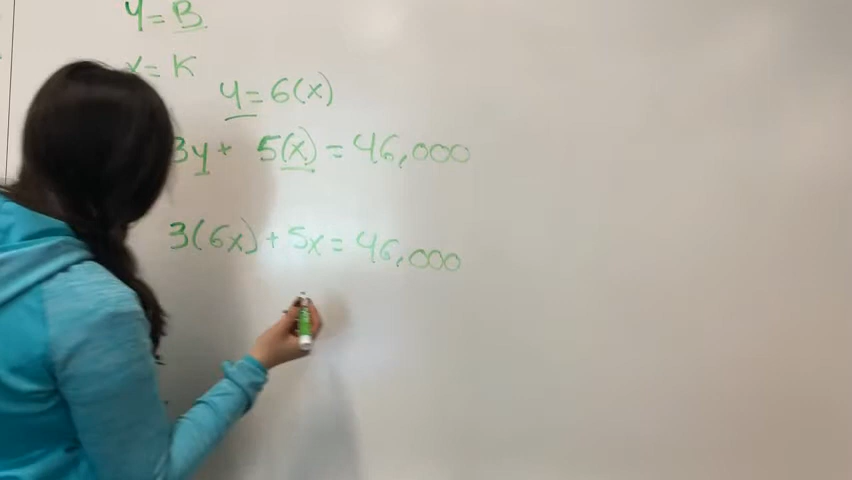 y = B
x = K
y = 6(x)
3y + 5(x) = 46,000
3(6x) + 5x = 46,000